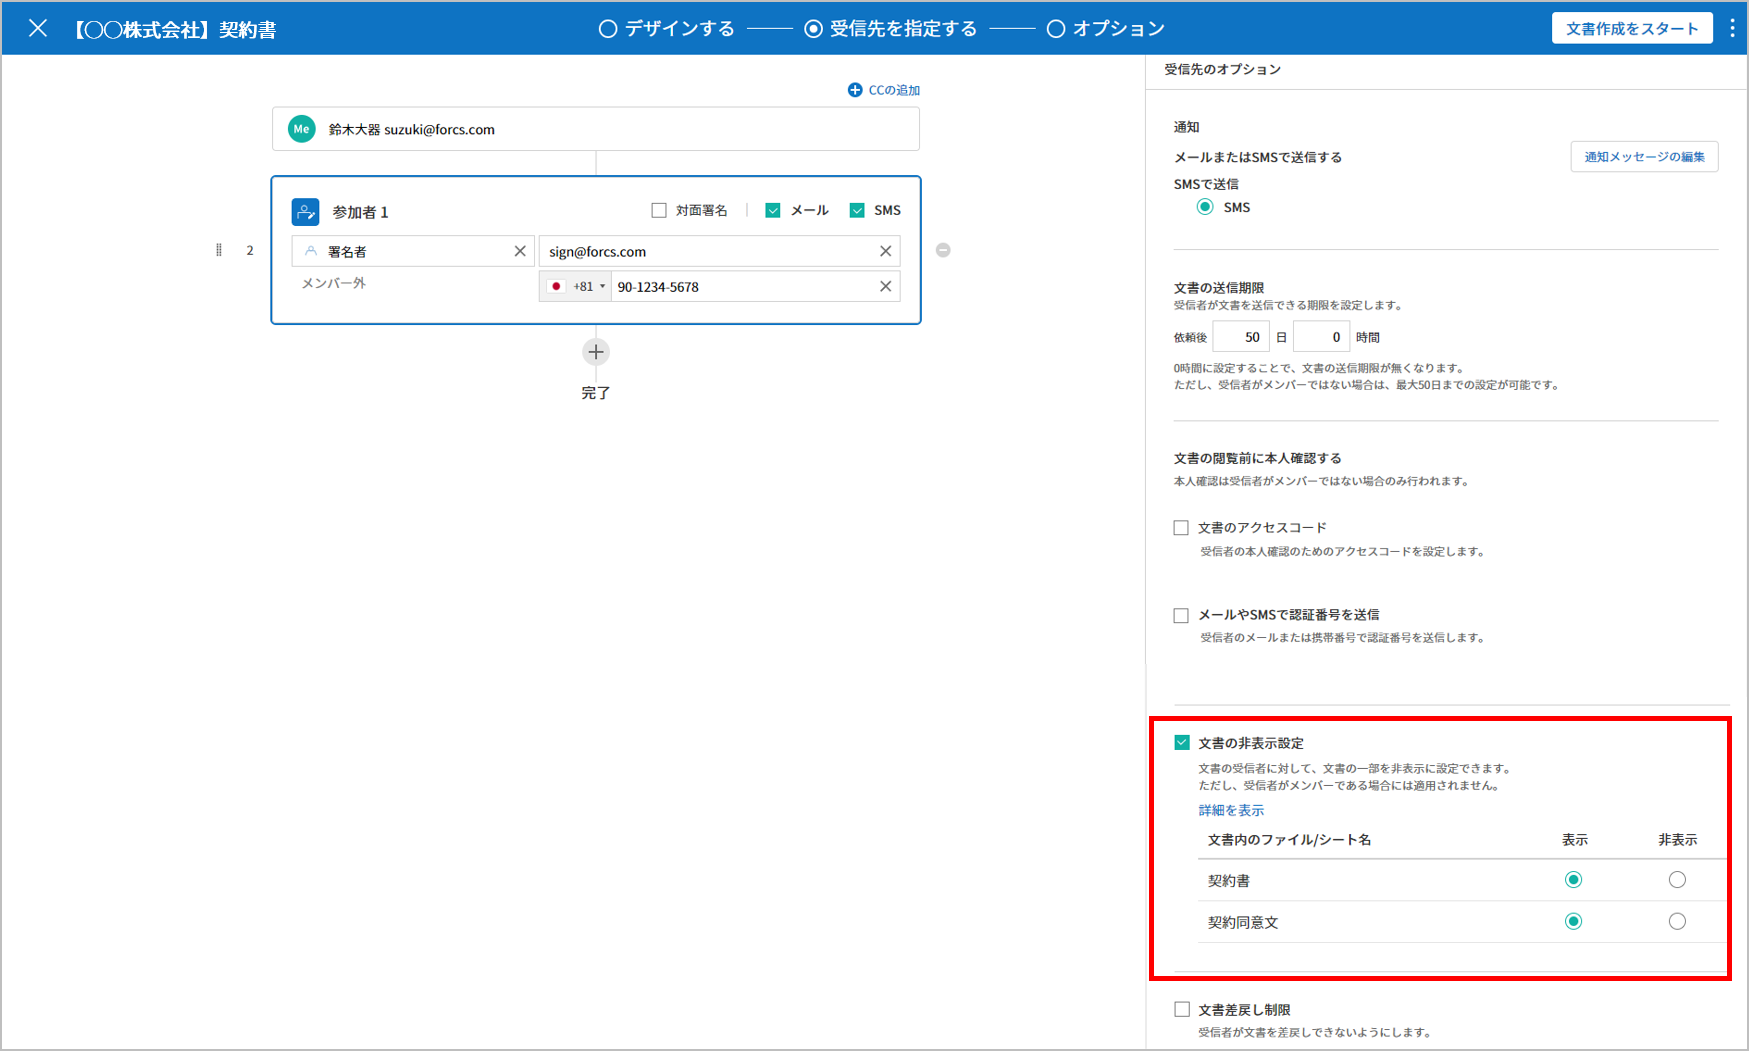 【〇〇株式会社】契約書
デザインする
受信先を指定する
オプション
文書作成をスタート
CCの追加
Me 鈴木大器 suzuki@forcs.com
参加者 1
対面署名 | メール SMS
2
署名者
sign@forcs.com
メンバー外
+81
90-1234-5678
完了
受信先のオプション
通知
メールまたはSMSで送信する
通知メッセージの編集
SMSで送信
SMS
文書の送信期限
受信者が文書を送信できる期限を設定します。
依頼後 50 日 0 時間
0時間に設定することで、文書の送信期限が無くなります。
ただし、受信者がメンバーではない場合は、最大50日までの設定が可能です。
文書の閲覧前に本人確認する
本人確認は受信者がメンバーではない場合のみ行われます。
文書のアクセスコード
受信者の本人確認のためのアクセスコードを設定します。
メールやSMSで認証番号を送信
受信者のメールまたは携帯番号で認証番号を送信します。
文書の非表示設定
文書の受信者に対して、文書の一部を非表示に設定できます。
ただし、受信者がメンバーである場合には適用されません。
詳細を表示
文書内のファイル/シート名 表示 非表示
契約書
契約同意文
文書差戻し制限
受信者が文書を差戻しできないようにします。